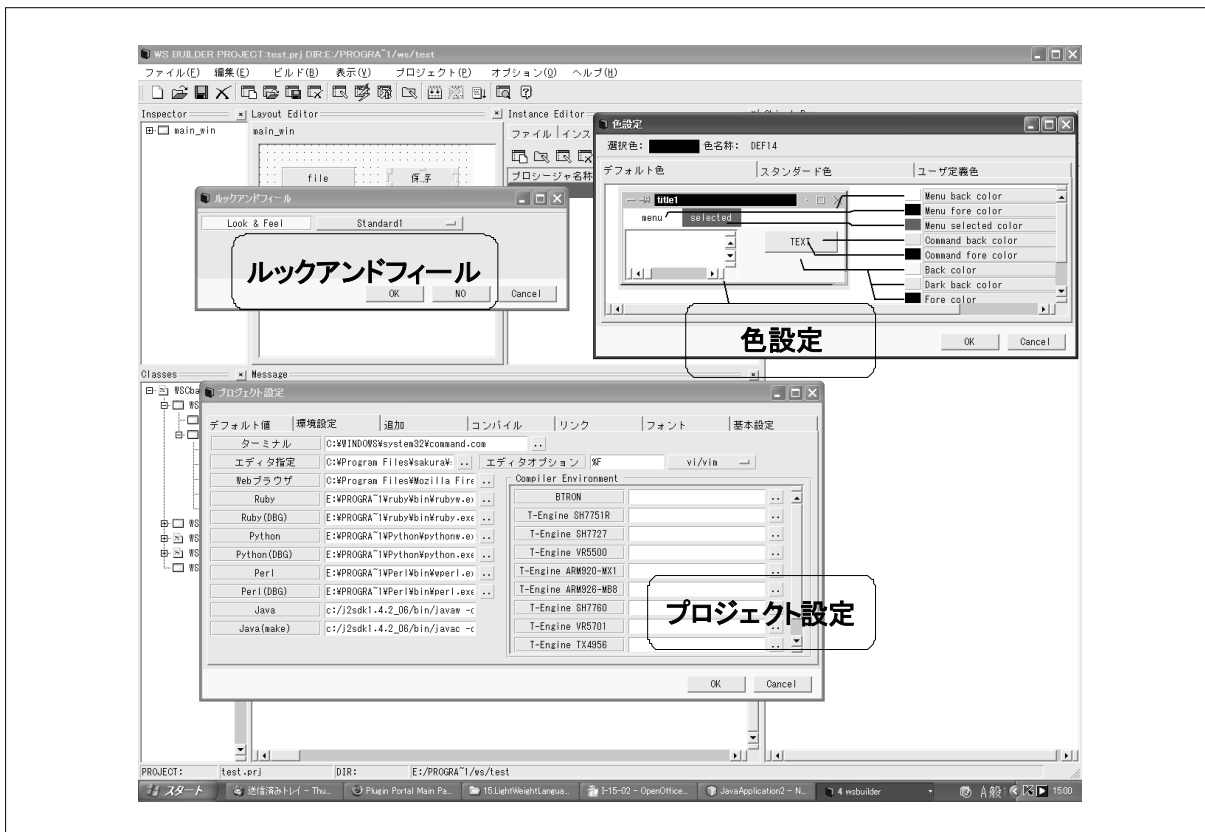 WS BUILDER PROJECT:test.prj DIR:E:/PROGRA~1/ws/test
ファイル(F) 編集(E) ビルド(B) 表示(V) プロジェクト(P) オプション(O) ヘルプ(H)
Inspector
main_win
Layout Editor
main_win
file
保存
Instance Editor
ファイル インス
プロシージャ名称
ルックアンドフィール
Look & Feel Standard1
ルックアンドフィール
OK NO Cancel
色設定
選択色: 色名称: DEF14
デフォルト色 スタンダード色 ユーザ定義色
title1
menu selected
TEXT
Menu back color
Menu fore color
Menu selected color
Command back color
Command fore color
Back color
Dark back color
Fore color
色設定
OK Cancel
Classes
WSCba
WS
WS
WS
WS
WS
Message
プロジェクト設定
デフォルト値 環境設定 追加 コンパイル リンク フォント 基本設定
ターミナル C:¥WINDOWS¥system32¥command.com ..
エディタ指定 C:¥Program Files¥sakura¥: .. エディタオプション %F vi/vim
Webブラウザ C:¥Program Files¥Mozilla Fire ..
Ruby E:¥PROGRA~1¥ruby¥bin¥rubyw.e> ..
Ruby(DBG) E:¥PROGRA~1¥ruby¥bin¥ruby.exe ..
Python E:¥PROGRA~1¥Python¥pythonw.e> ..
Python(DBG) E:¥PROGRA~1¥Python¥python.exe ..
Perl E:¥PROGRA~1¥Perl¥bin¥wperl.e> ..
Perl(DBG) E:¥PROGRA~1¥Perl¥bin¥perl.exe ..
Java c:/j2sdk1.4.2_06/bin/javaw -c
Java(make) c:/j2sdk1.4.2_06/bin/javac -c
Compiler Environment
BTRON ..
T-Engine SH7751R ..
T-Engine SH7727 ..
T-Engine VR5500 ..
T-Engine ARM920-MX1 ..
T-Engine ARM926-MB8 ..
T-Engine SH7760 ..
T-Engine VR5701 ..
T-Engine TX4956 ..
プロジェクト設定
OK Cancel
PROJECT: test.prj DIR: E:/PROGRA~1/ws/test
スタート 送信済みトレイ - Thu... Plugin Portal Main Pa... 15.LightWeightLangua... I-15-02 - OpenOffice... JavaApplication2 - N... 4 wsbuilder A 般 15:00